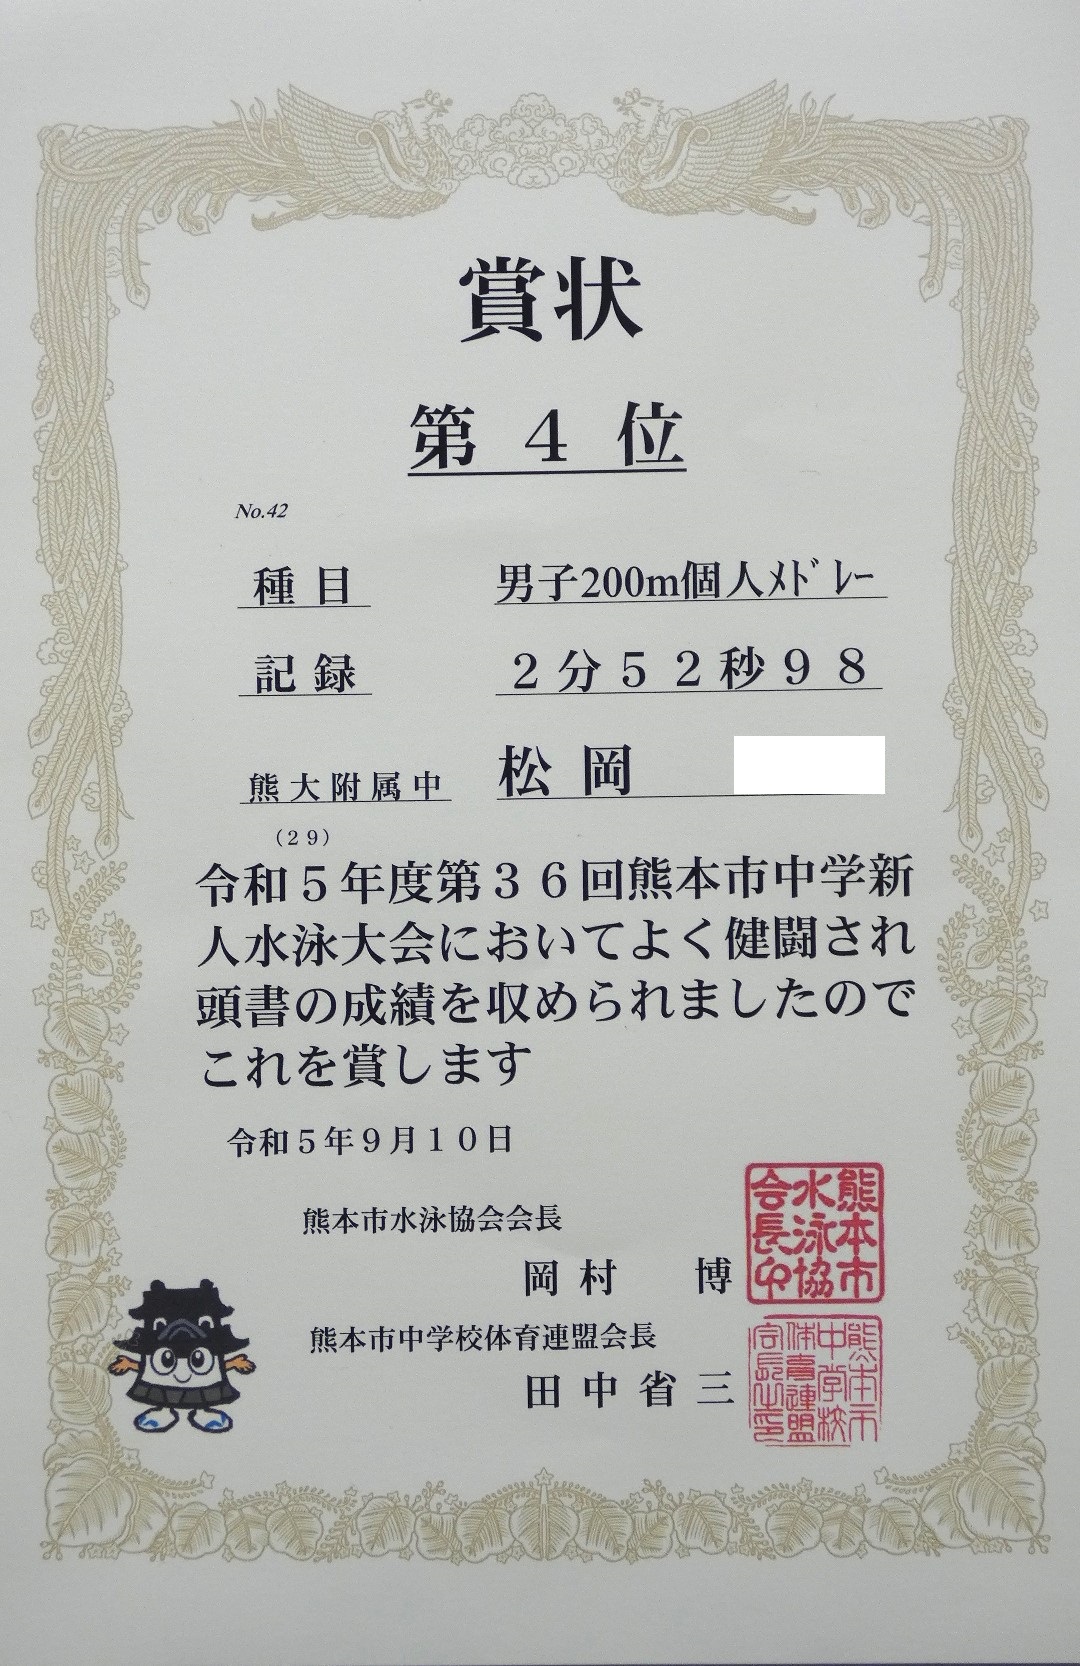 賞状
第４位
No.42
種目 男子200m個人ﾒﾄﾞﾚｰ
記録 ２分５２秒９８
熊大附属中 松岡
（２９）
令和５年度第３６回熊本市中学新
人水泳大会においてよく健闘され
頭書の成績を収められましたので
これを賞します
令和５年９月１０日
熊本市水泳協会会長
岡村 博
熊本市
水泳協
会長印
熊本市中学校体育連盟会長
田中省三
熊本市
中学校
体育連盟
会長之印